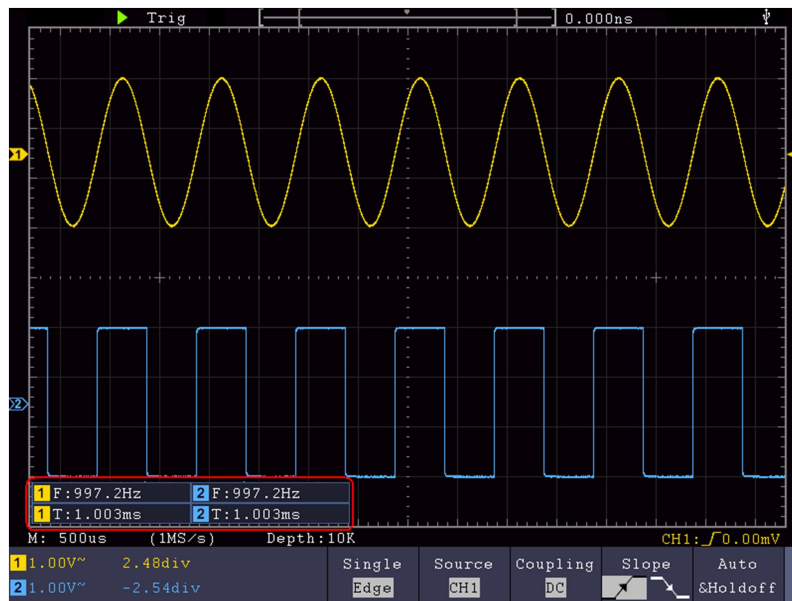 Trig 0.000ns
1
2
1 F:997.2Hz 2 F:997.2Hz
1 T:1.003ms 2 T:1.003ms
M: 500us (1MS/s) Depth:10K CH1: 0.00mV
1 1.00V~ 2.48div Single Source Coupling Slope Auto
2 1.00V~ -2.54div Edge CH1 DC &Holdoff